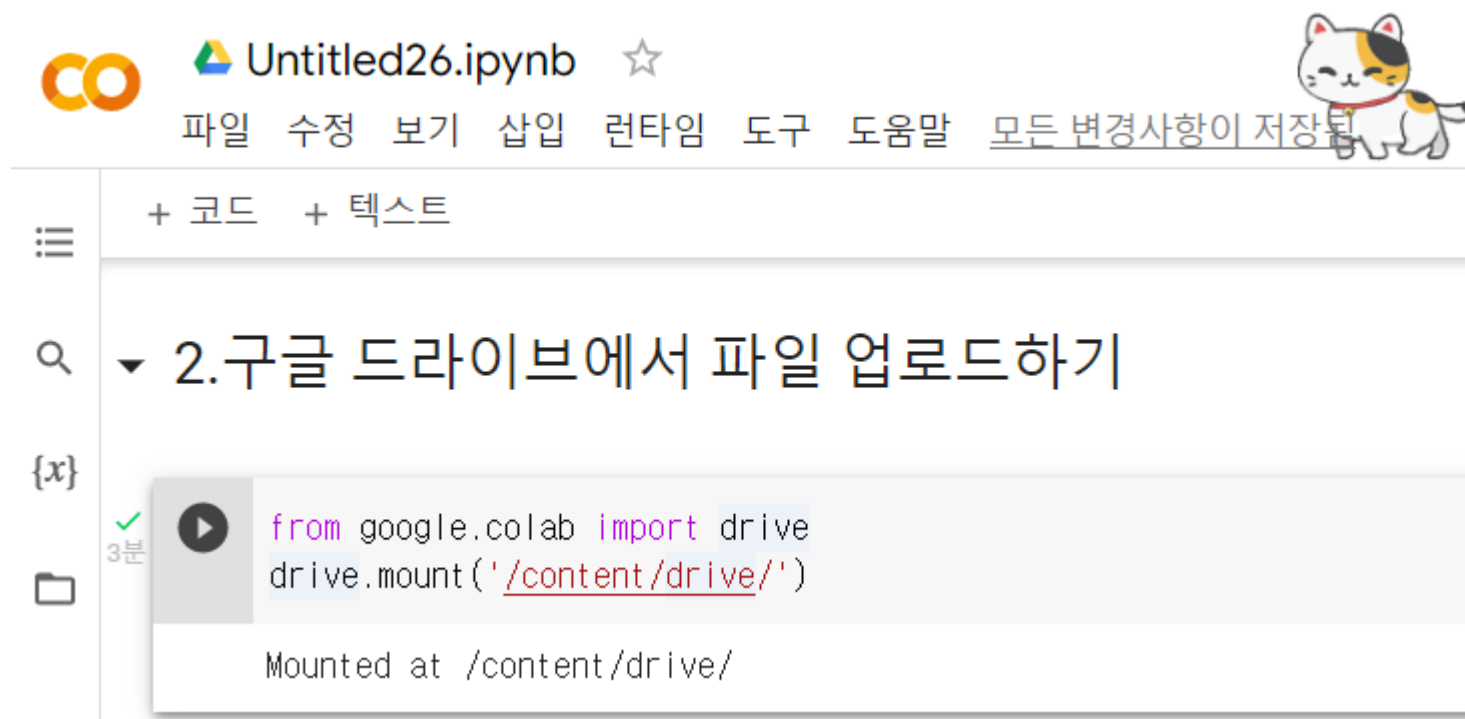 CO
Untitled26.ipynb
파일 수정 보기 삽입 런타임 도구 도움말 모든 변경사항이 저장됨
+ 코드 + 텍스트
2.구글 드라이브에서 파일 업로드하기
{x}
3분
from google.colab import drive
drive.mount('/content/drive/')
Mounted at /content/drive/